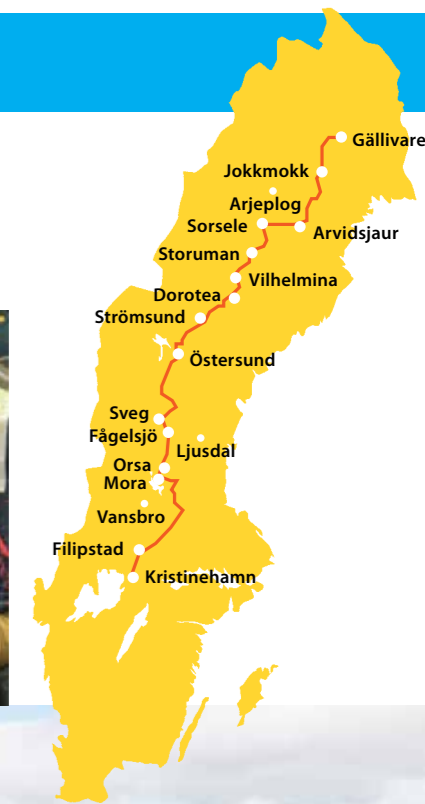 Gällivare
Jokkmokk
Arjeplog
Sorsele
Arvidsjaur
Storuman
Vilhelmina
Dorotea
Strömsund
Östersund
Sveg
Fågelsjö
Ljusdal
Orsa
Mora
Vansbro
Filipstad
Kristinehamn